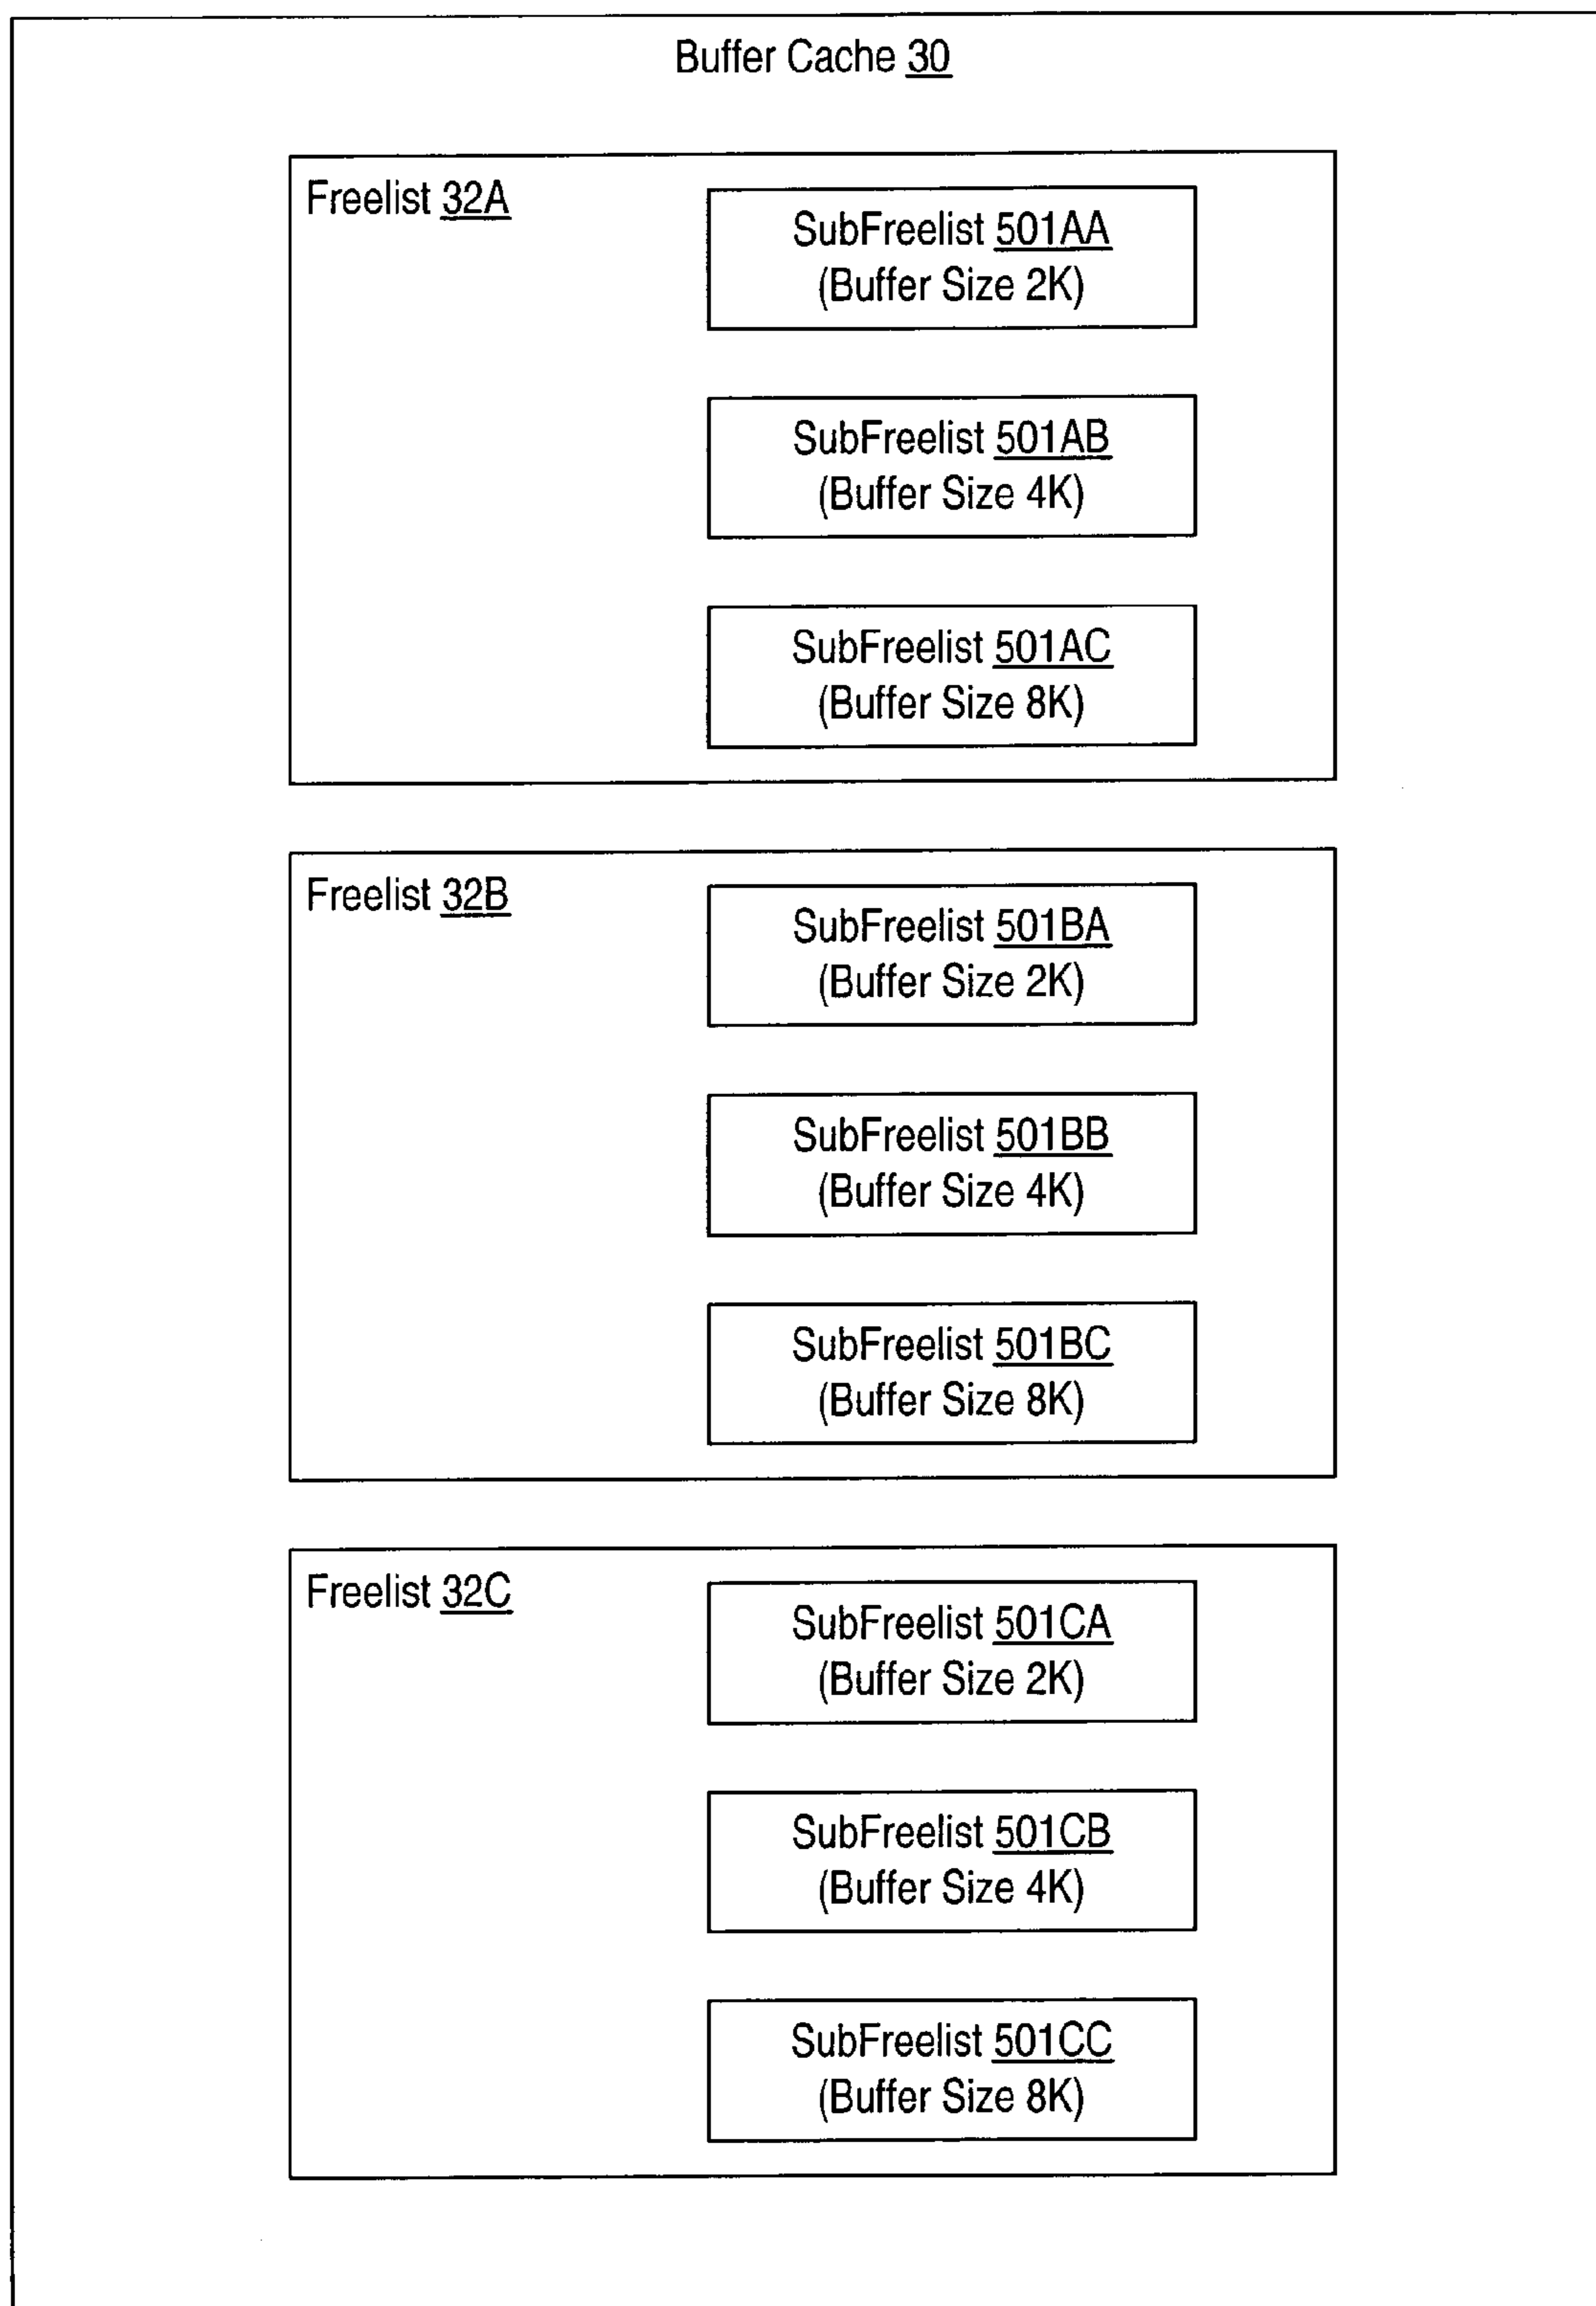 Buffer Cache 30
Freelist 32A
SubFreelist 501AA
(Buffer Size 2K)
SubFreelist 501AB
(Buffer Size 4K)
SubFreelist 501AC
(Buffer Size 8K)
Freelist 32B
SubFreelist 501BA
(Buffer Size 2K)
SubFreelist 501BB
(Buffer Size 4K)
SubFreelist 501BC
(Buffer Size 8K)
Freelist 32C
SubFreelist 501CA
(Buffer Size 2K)
SubFreelist 501CB
(Buffer Size 4K)
SubFreelist 501CC
(Buffer Size 8K)